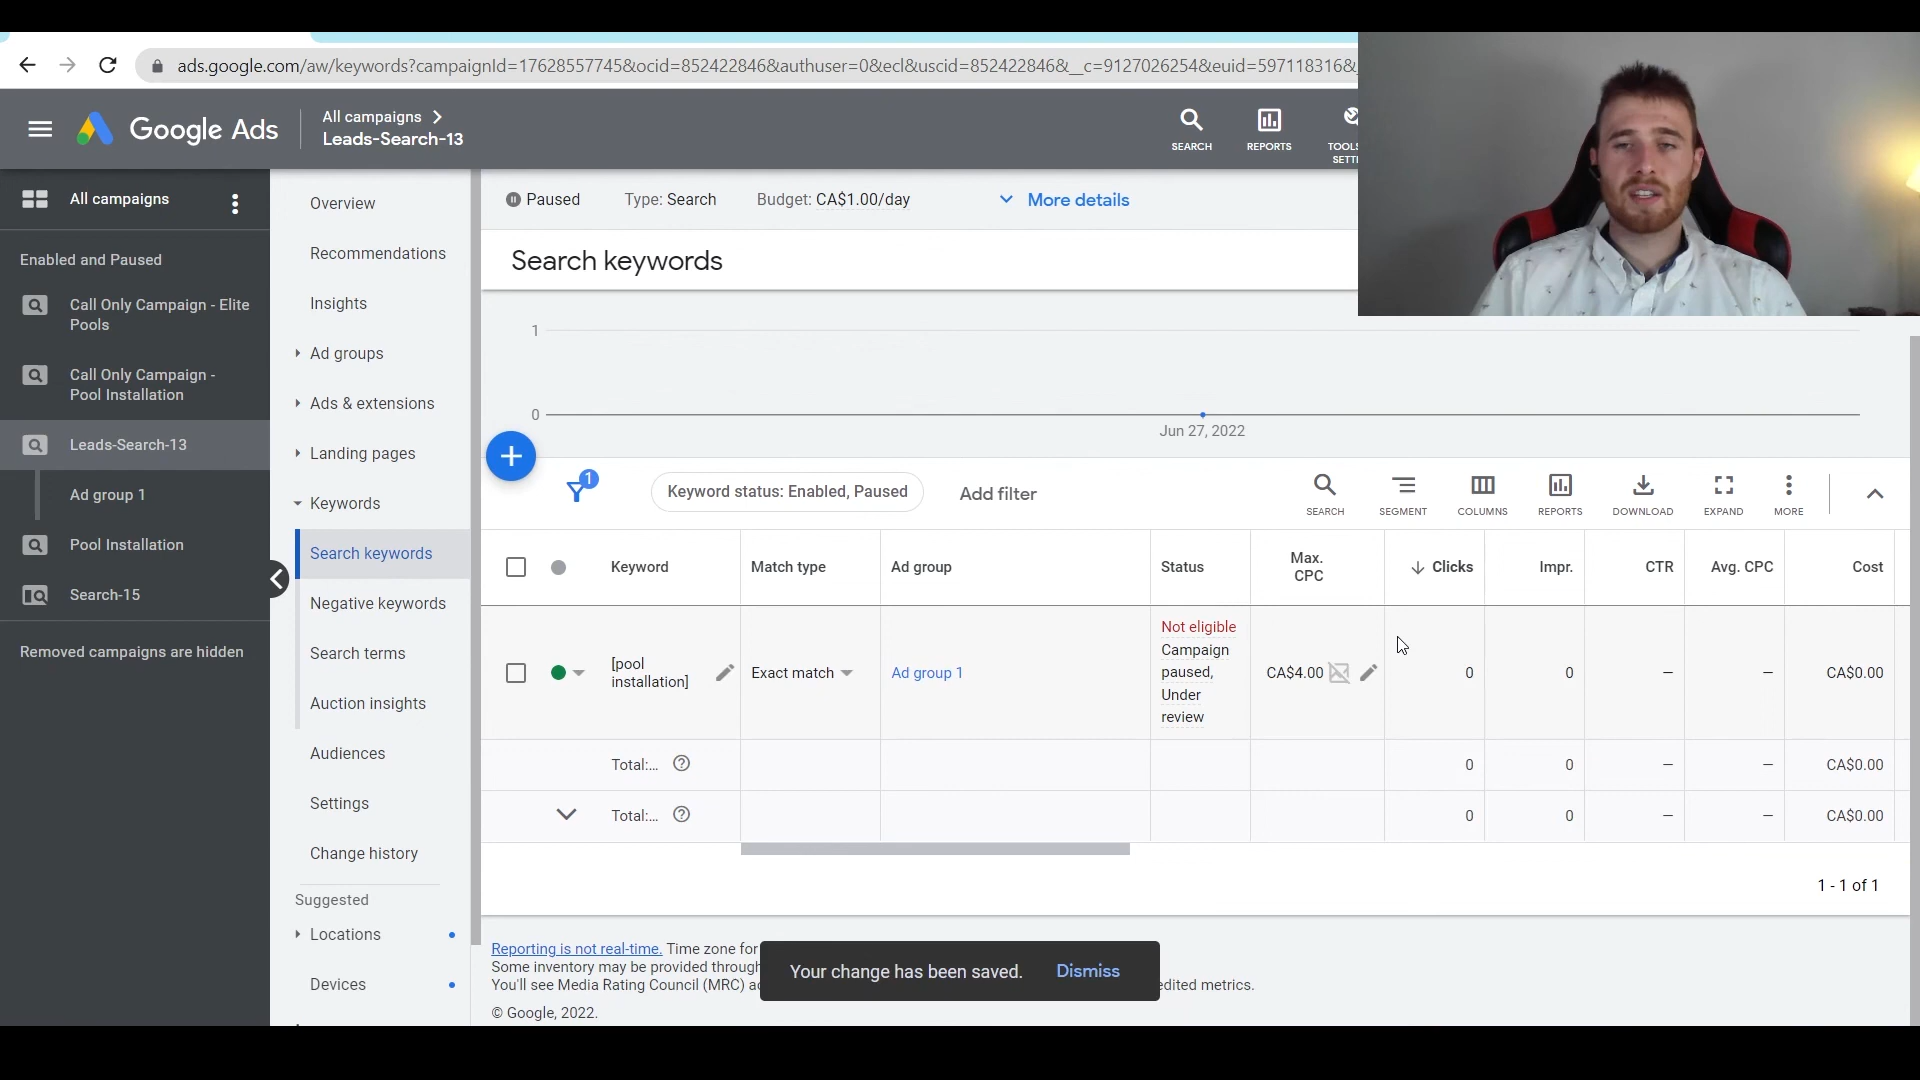 ads.google.com/aw/keywords?campaignId=17628557745&ocid=852422846&authuser=0&ecl&uscid=852422846&__c=9127026254&euid=597118316&_
Google Ads
All campaigns
Leads-Search-13
SEARCH
REPORTS
TOOLS
SETTI
All campaigns
Enabled and Paused
Call Only Campaign - Elite
Pools
Call Only Campaign -
Pool Installation
Leads-Search-13
Ad group 1
Pool Installation
Search-15
Removed campaigns are hidden
Overview
Recommendations
Insights
Ad groups
Ads & extensions
Landing pages
Keywords
Search keywords
Negative keywords
Search terms
Auction insights
Audiences
Settings
Change history
Suggested
Locations
Devices
Paused
Type: Search
Budget: CA$1.00/day
More details
Search keywords
1
0
Jun 27, 2022
1
Keyword status: Enabled, Paused
Add filter
SEARCH
SEGMENT
COLUMNS
REPORTS
DOWNLOAD
EXPAND
MORE
Keyword
Match type
Ad group
Status
Max.
CPC
Clicks
Impr.
CTR
Avg. CPC
Cost
[pool
installation]
Exact match
Ad group 1
Not eligible
Campaign
paused,
Under
review
CA$4.00
0
0
—
—
CA$0.00
Total:...
0
0
—
—
CA$0.00
Total:...
0
0
—
—
CA$0.00
1 - 1 of 1
Reporting is not real-time. Time zone for
Some inventory may be provided through
You'll see Media Rating Council (MRC) ac
edited metrics.
© Google, 2022.
Your change has been saved.
Dismiss